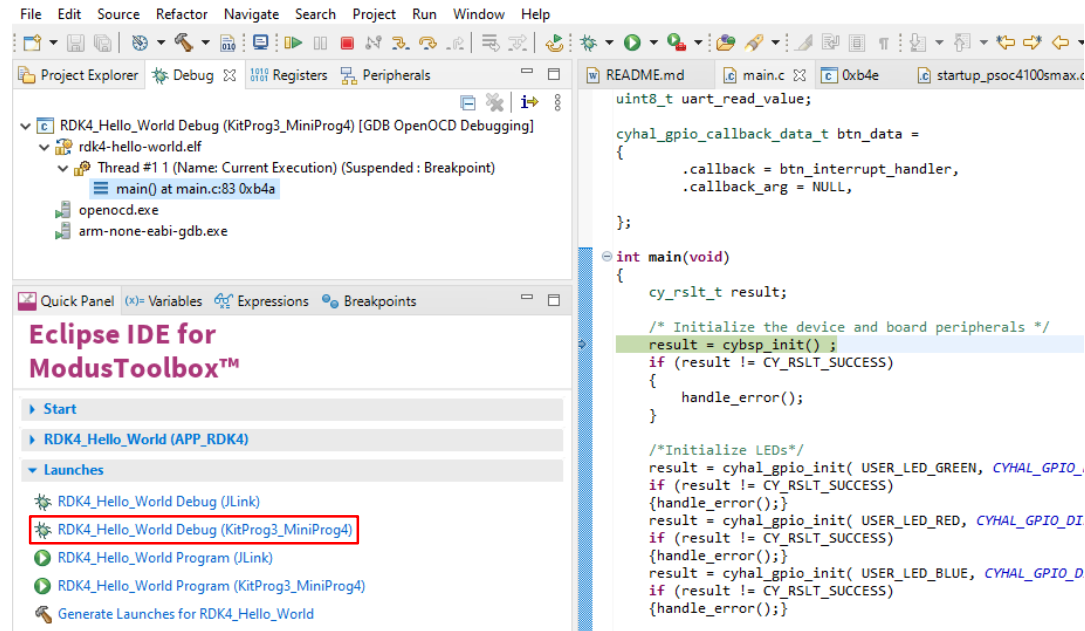 File Edit Source Refactor Navigate Search Project Run Window Help
Project Explorer Debug Registers Peripherals
RDK4_Hello_World Debug (KitProg3_MiniProg4) [GDB OpenOCD Debugging]
rdk4-hello-world.elf
Thread #1 1 (Name: Current Execution) (Suspended : Breakpoint)
main() at main.c:83 0xb4a
openocd.exe
arm-none-eabi-gdb.exe
Quick Panel (x)= Variables Expressions Breakpoints
Eclipse IDE for
ModusToolbox™
Start
RDK4_Hello_World (APP_RDK4)
Launches
RDK4_Hello_World Debug (JLink)
RDK4_Hello_World Debug (KitProg3_MiniProg4)
RDK4_Hello_World Program (JLink)
RDK4_Hello_World Program (KitProg3_MiniProg4)
Generate Launches for RDK4_Hello_World
README.md main.c 0xb4e startup_psoc4100smax.c
uint8_t uart_read_value;
cyhal_gpio_callback_data_t btn_data =
{
.callback = btn_interrupt_handler,
.callback_arg = NULL,
};
int main(void)
{
cy_rslt_t result;
/* Initialize the device and board peripherals */
result = cybsp_init() ;
if (result != CY_RSLT_SUCCESS)
{
handle_error();
}
/*Initialize LEDs*/
result = cyhal_gpio_init( USER_LED_GREEN, CYHAL_GPIO_
if (result != CY_RSLT_SUCCESS)
{handle_error();}
result = cyhal_gpio_init( USER_LED_RED, CYHAL_GPIO_DI
if (result != CY_RSLT_SUCCESS)
{handle_error();}
result = cyhal_gpio_init( USER_LED_BLUE, CYHAL_GPIO_D
if (result != CY_RSLT_SUCCESS)
{handle_error();}